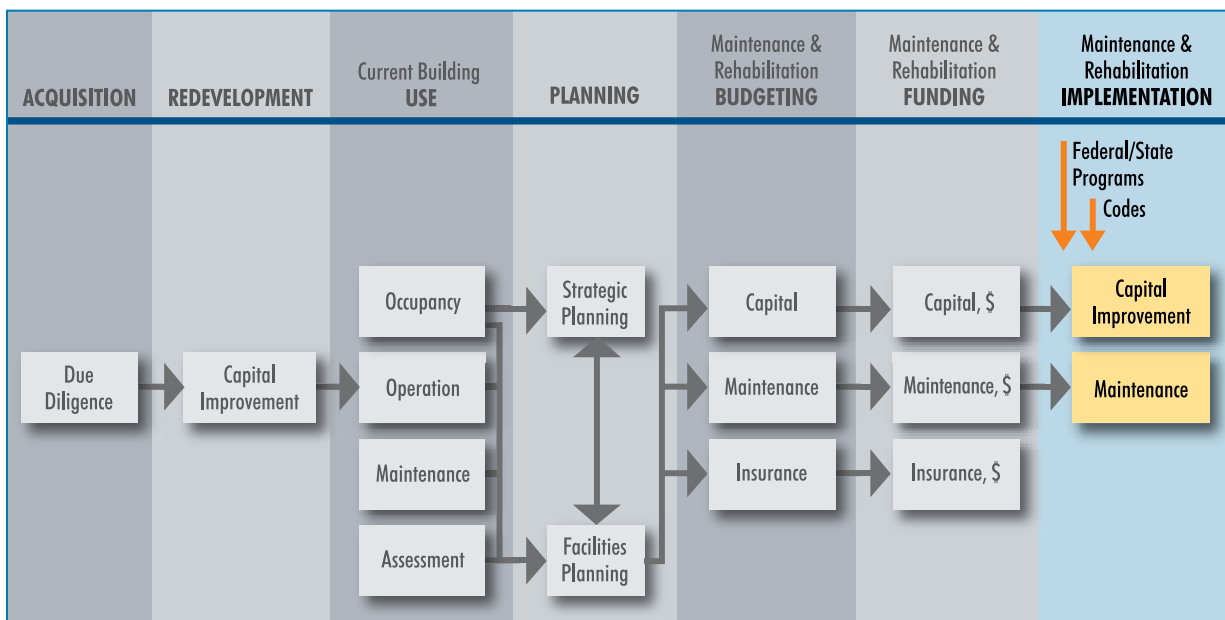 ACQUISITION
REDEVELOPMENT
Current Building
USE
PLANNING
Maintenance &
Rehabilitation
BUDGETING
Maintenance &
Rehabilitation
FUNDING
Maintenance &
Rehabilitation
IMPLEMENTATION
Federal/State
Programs
Codes
Due
Diligence
Capital
Improvement
Occupancy
Operation
Maintenance
Assessment
Strategic
Planning
Facilities
Planning
Capital
Maintenance
Insurance
Capital, $
Maintenance, $
Insurance, $
Capital
Improvement
Maintenance